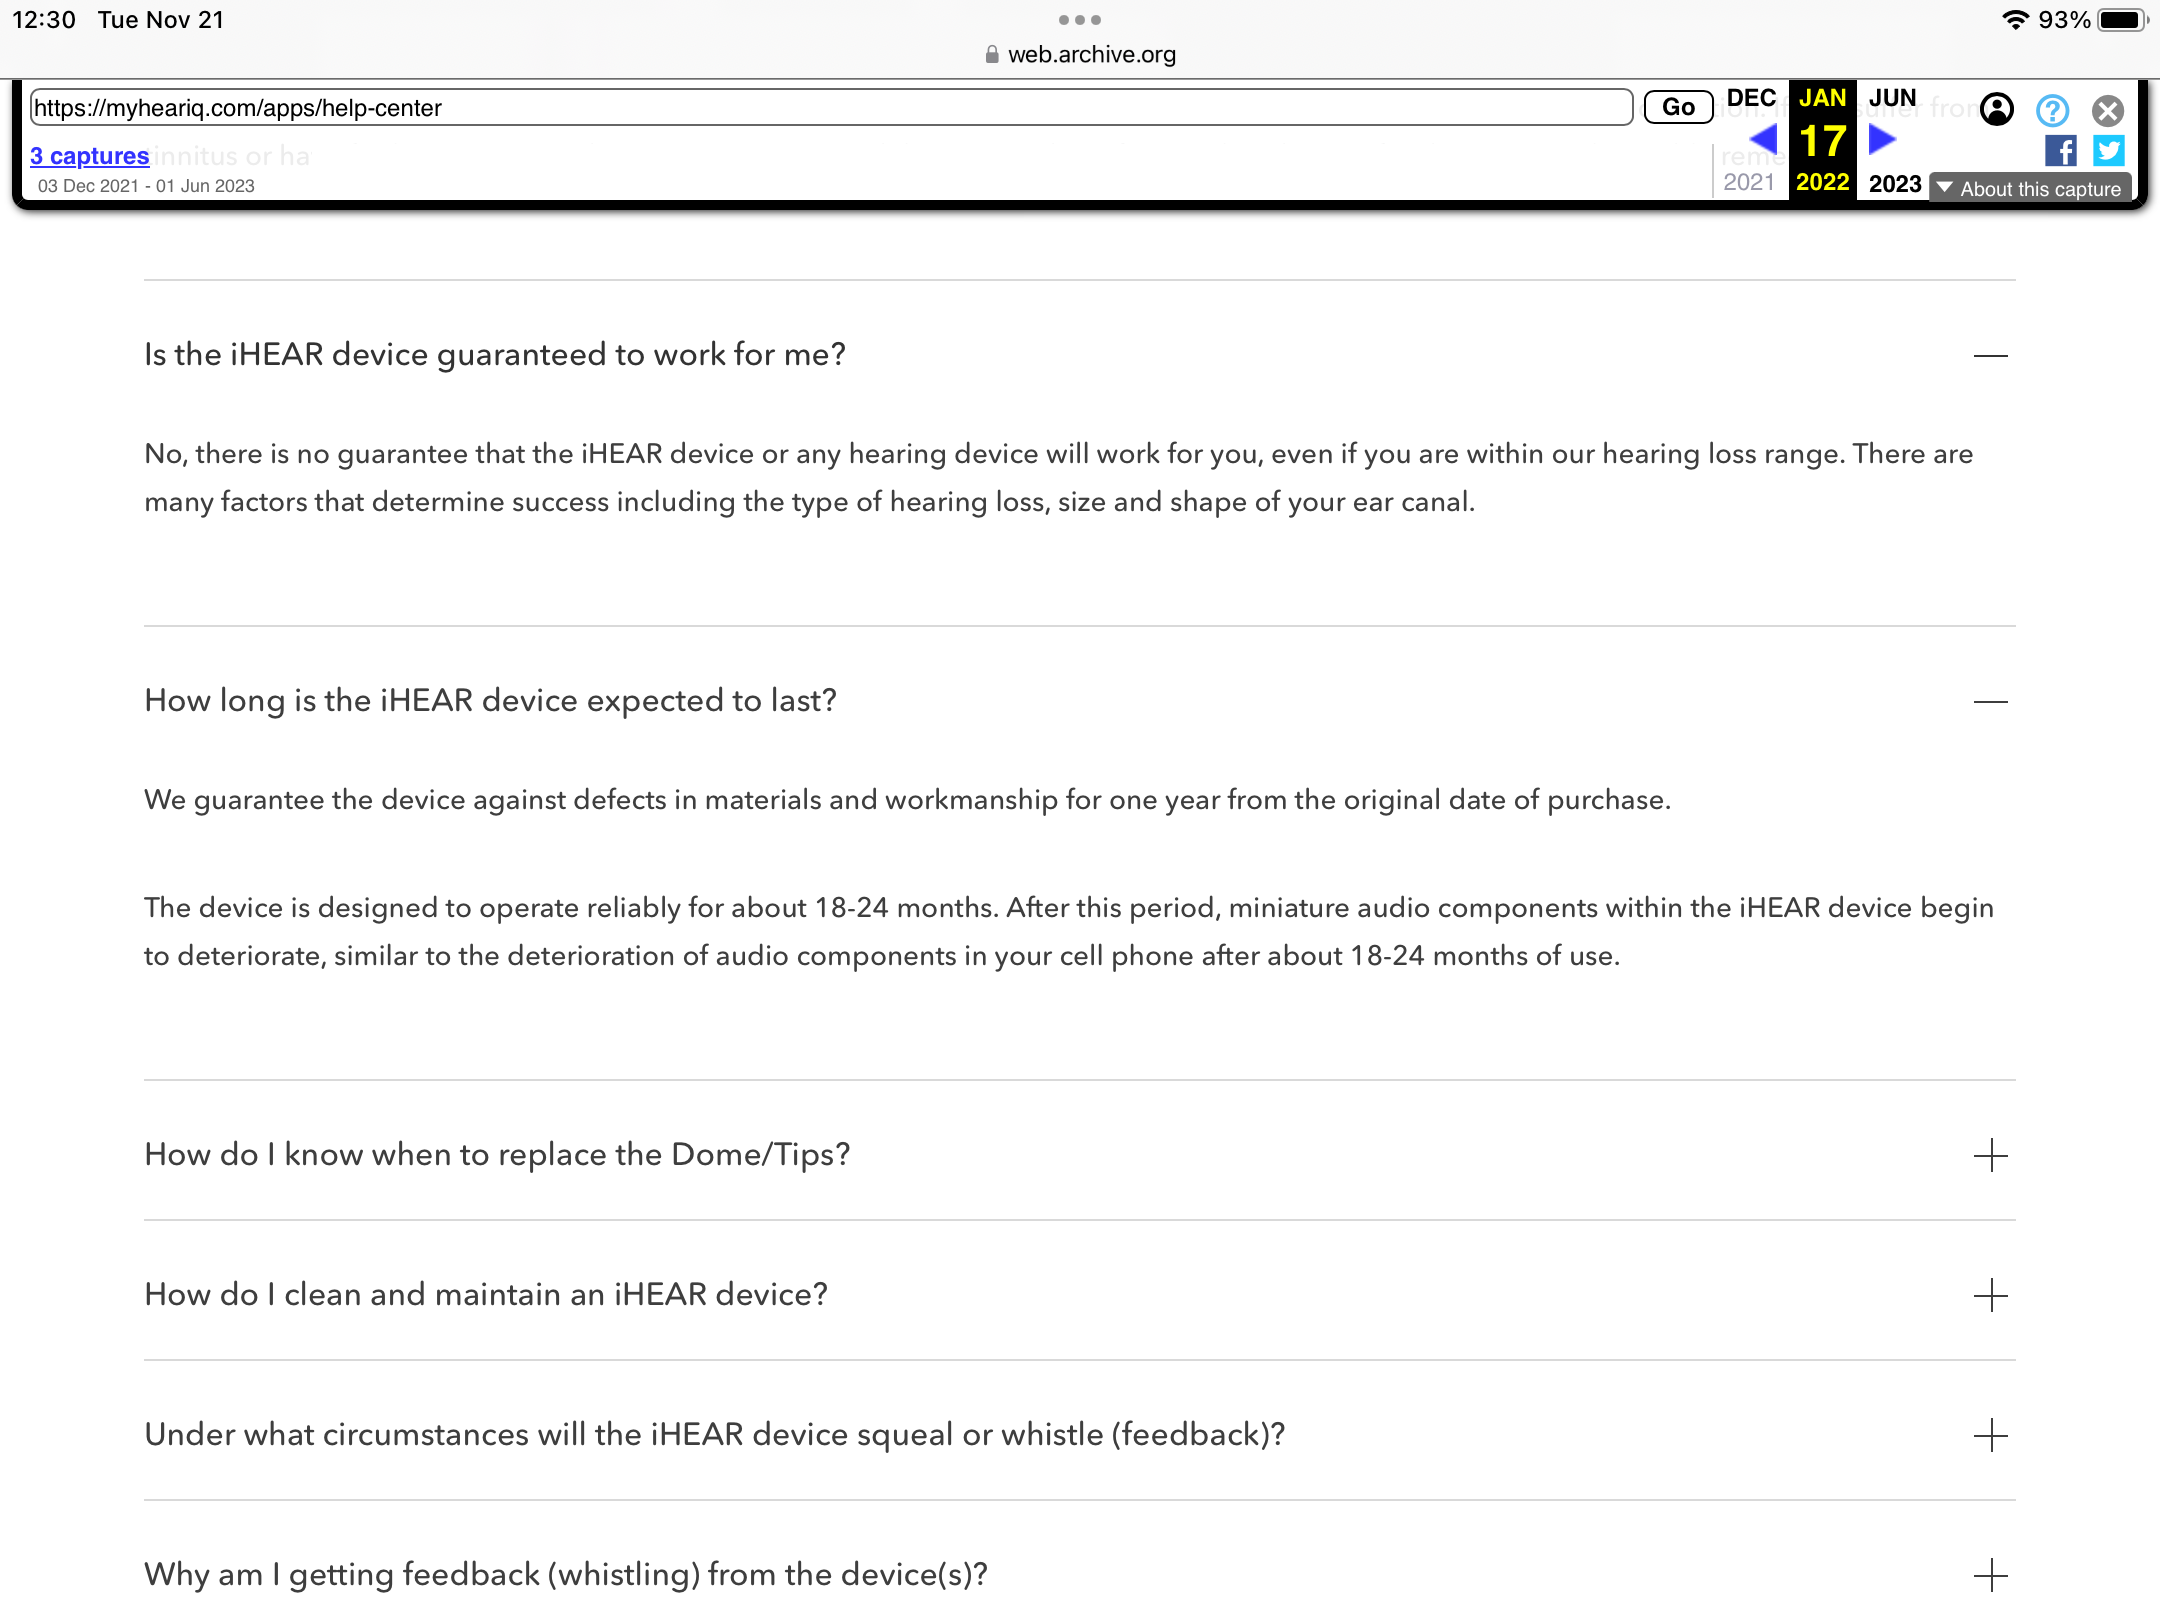 12:30 Tue Nov 21
93%
web.archive.org
https://myheariq.com/apps/help-center
Go
DEC JAN JUN
17
3 captures
tinnitus or ha
reme
suffer from
03 Dec 2021 - 01 Jun 2023
2021 2022 2023
About this capture
Is the iHEAR device guaranteed to work for me?
No, there is no guarantee that the iHEAR device or any hearing device will work for you, even if you are within our hearing loss range. There are
many factors that determine success including the type of hearing loss, size and shape of your ear canal.
How long is the iHEAR device expected to last?
We guarantee the device against defects in materials and workmanship for one year from the original date of purchase.
The device is designed to operate reliably for about 18-24 months. After this period, miniature audio components within the iHEAR device begin
to deteriorate, similar to the deterioration of audio components in your cell phone after about 18-24 months of use.
How do I know when to replace the Dome/Tips?
How do I clean and maintain an iHEAR device?
Under what circumstances will the iHEAR device squeal or whistle (feedback)?
Why am I getting feedback (whistling) from the device(s)?